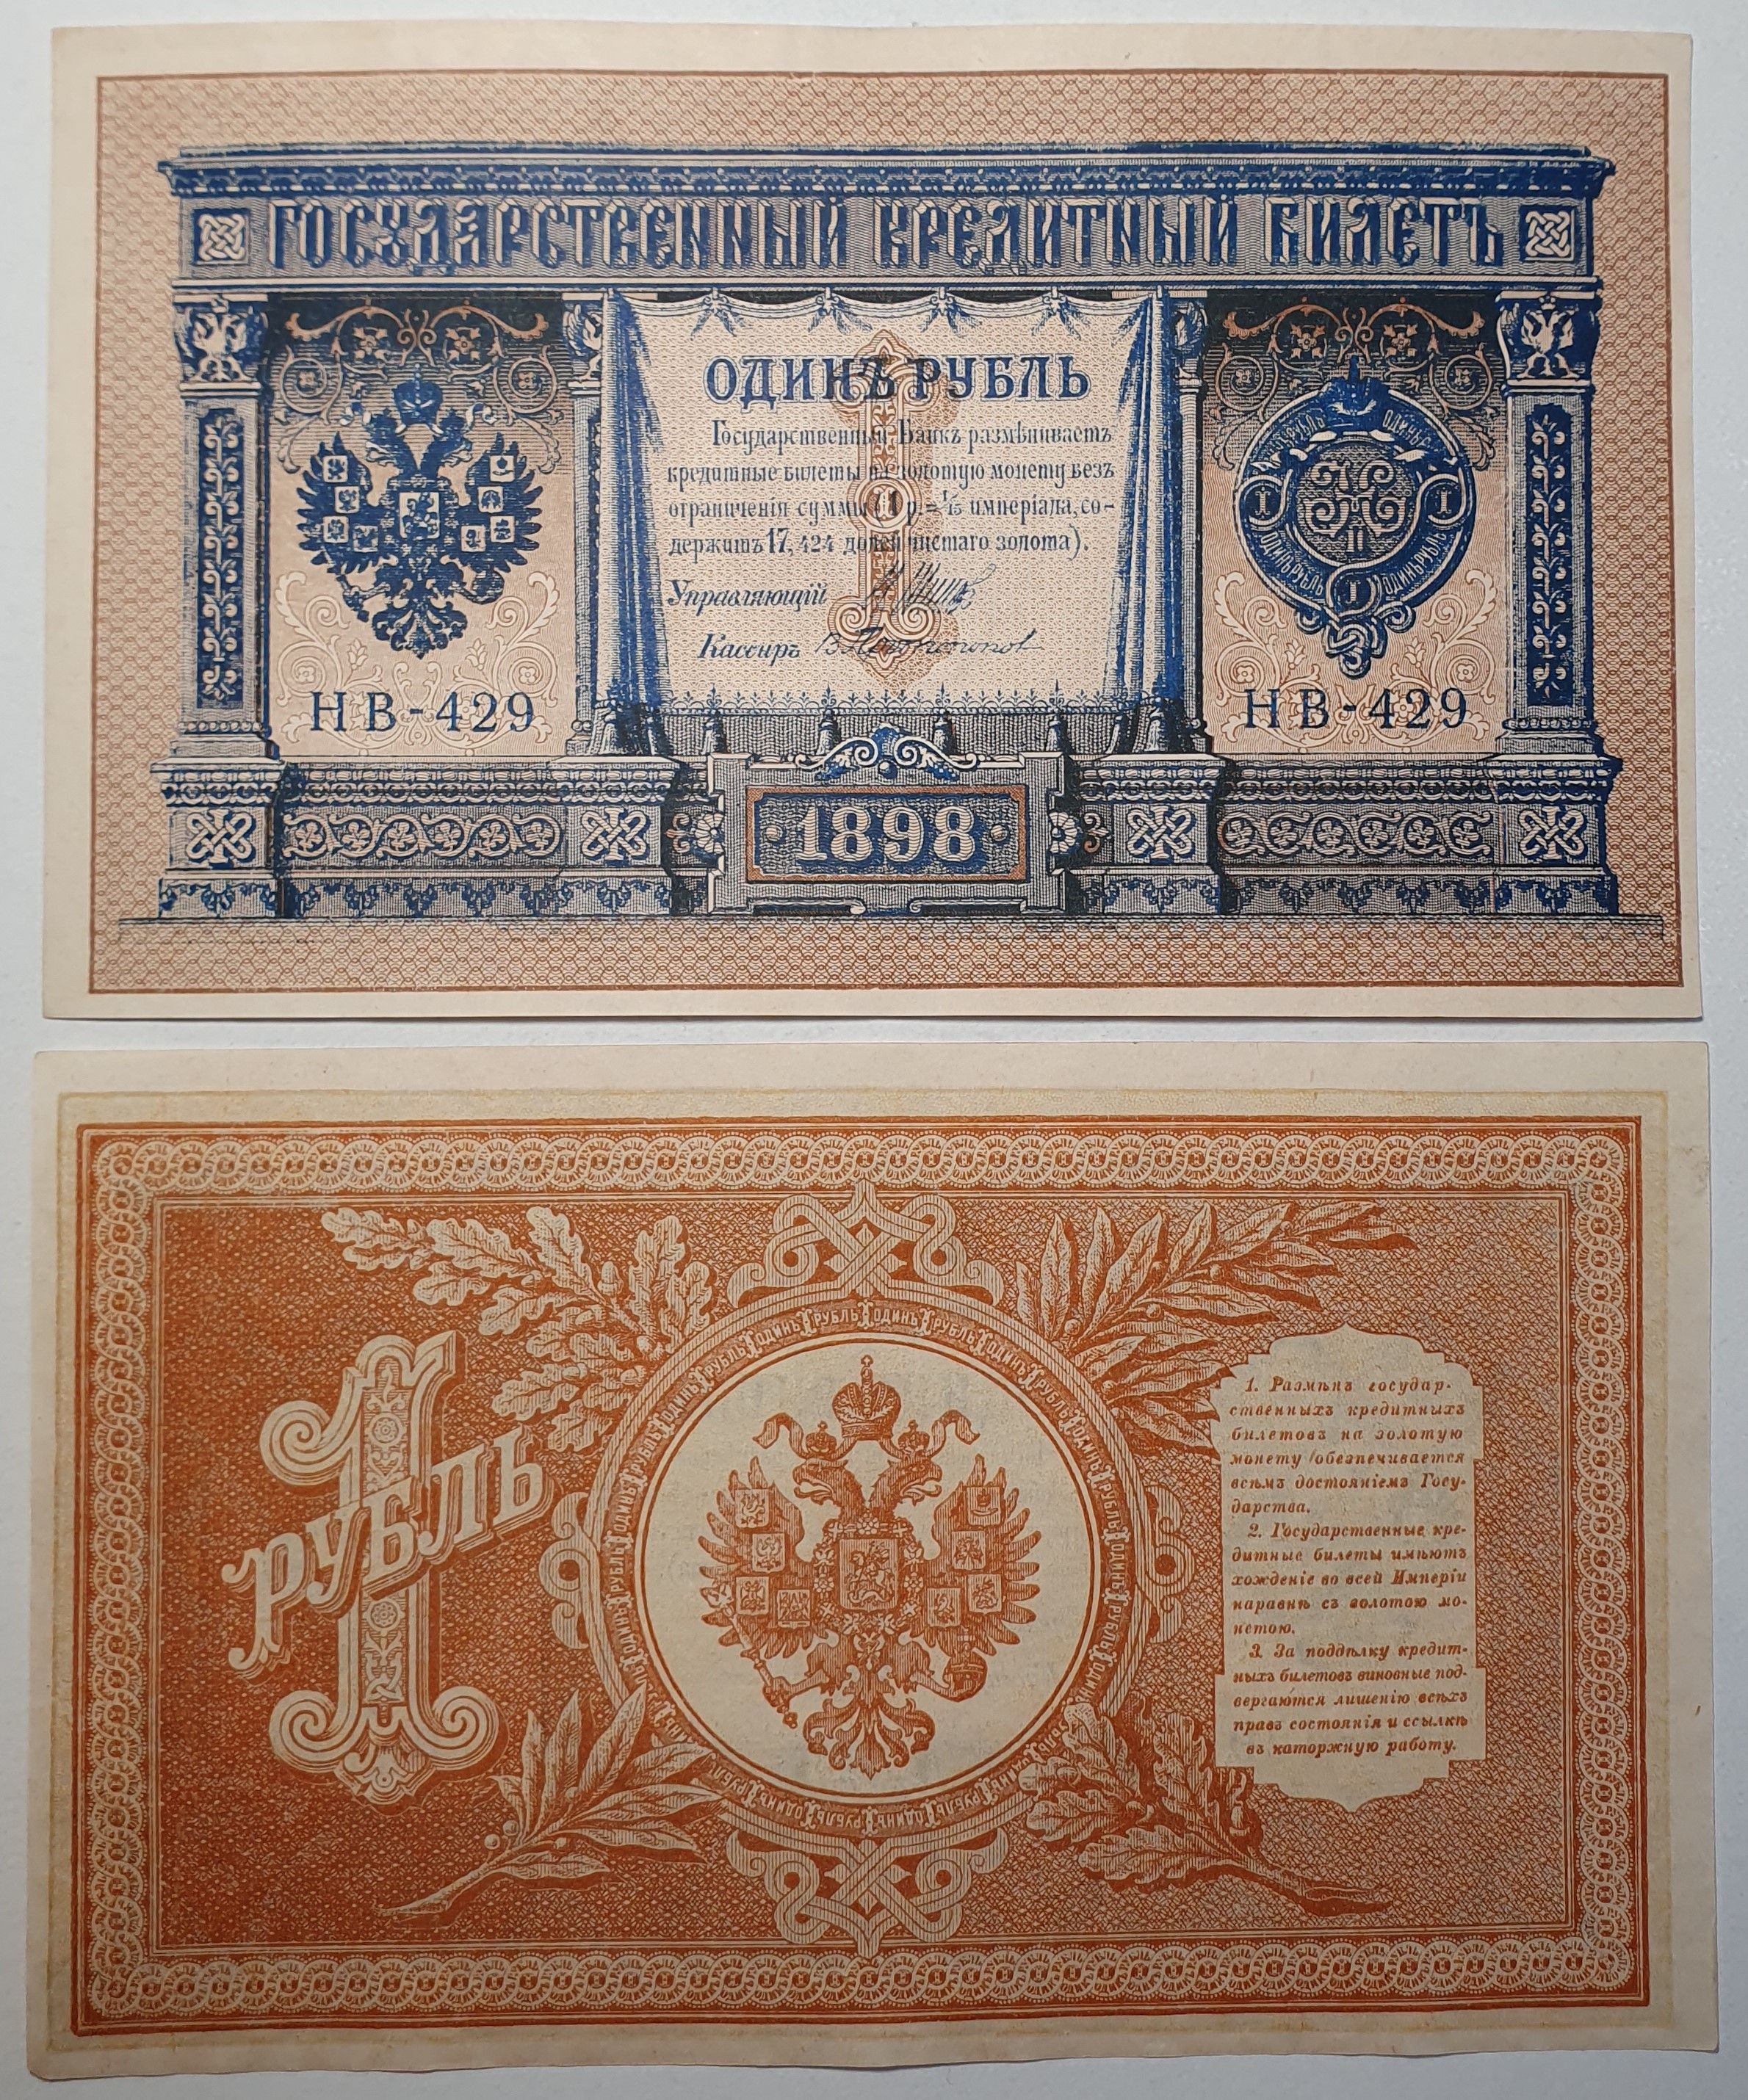 ГОСУДАРСТВЕННЫЙ КРЕДИТНЫЙ БИЛЕТЪ
ОДИНЪ РУБЛЬ
Государственный Банкъ размѣниваетъ
кредитные билеты на золотую монету безъ
ограниченія суммы (1 р.= 1/15 имперіала, со-
держитъ 17,424 долей чистаго золота).
Управляющій
Кассиръ
НВ-429
НВ-429
1898
1
РУБЛЬ
1. Размѣнъ государ-
ственныхъ кредитныхъ
билетовъ на золотую
монету обезпечивается
всѣмъ достояніемъ Госу-
дарства.
2. Государственные кре-
дитные билеты имѣютъ
хожденіе во всей Имперіи
наравнѣ съ золотою мо-
нетою.
3. За поддѣлку кредит-
ныхъ билетовъ виновные под-
вергаются лишенію всѣхъ
правъ состоянія и ссылкѣ
въ каторжную работу.